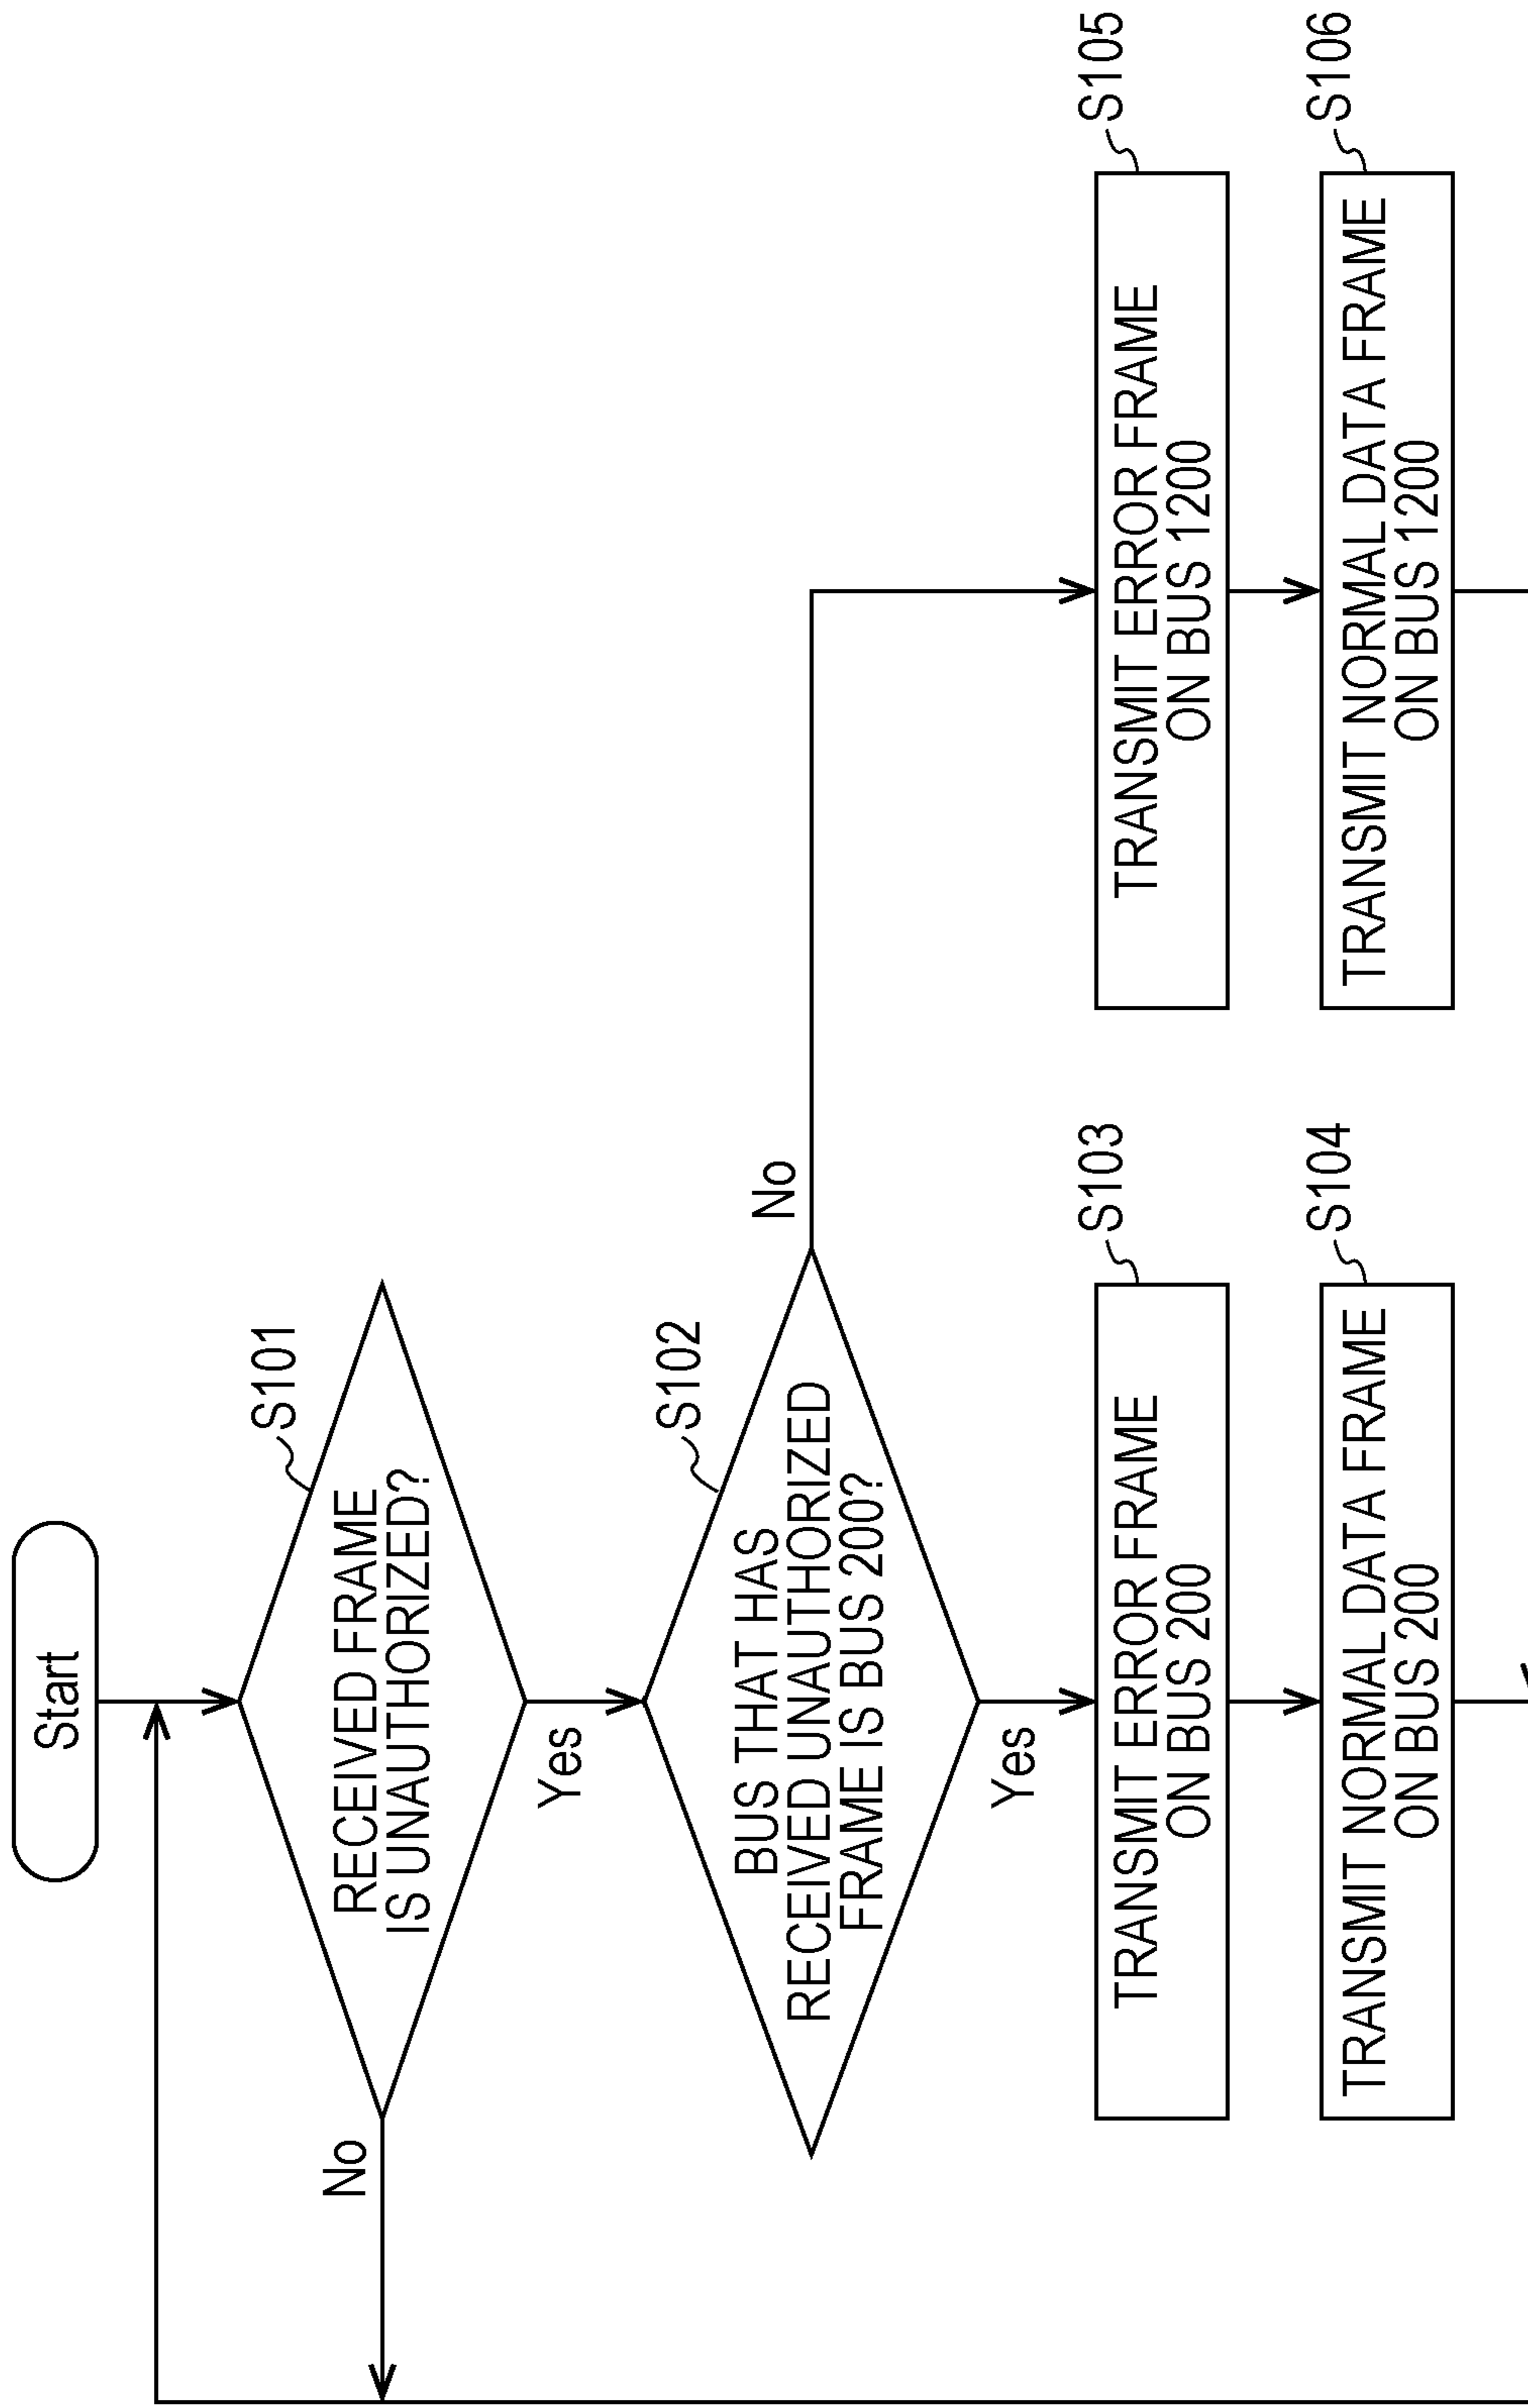 Start
S101
RECEIVED FRAME
IS UNAUTHORIZED?
No
Yes
S102
BUS THAT HAS
RECEIVED UNAUTHORIZED
FRAME IS BUS 200?
No
Yes
S103
TRANSMIT ERROR FRAME
ON BUS 200
S105
TRANSMIT ERROR FRAME
ON BUS 1200
S104
TRANSMIT NORMAL DATA FRAME
ON BUS 200
S106
TRANSMIT NORMAL DATA FRAME
ON BUS 1200